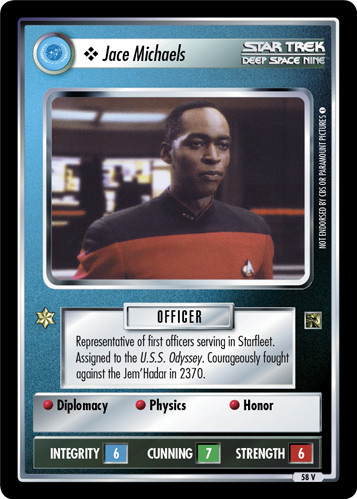 ❖ Jace Michaels
STAR TREK
DEEP SPACE NINE
NOT ENDORSED BY CBS OR PARAMOUNT PICTURES
OFFICER
Representative of first officers serving in Starfleet.
Assigned to the U.S.S. Odyssey. Courageously fought
against the Jem'Hadar in 2370.
Diplomacy Physics Honor
INTEGRITY 6 CUNNING 7 STRENGTH 6
58 V